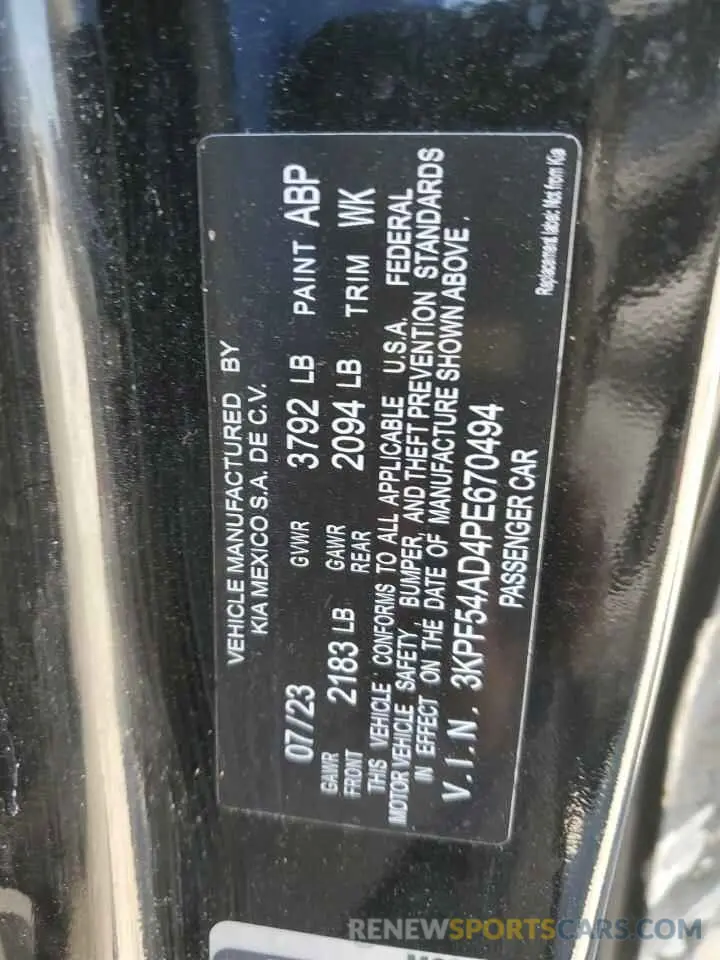 VEHICLE MANUFACTURED BY
KIA MEXICO S.A. DE C.V.
07/23 GVWR 3792 LB PAINT ABP
GAWR FRONT 2183 LB GAWR REAR 2094 LB TRIM WK
THIS VEHICLE CONFORMS TO ALL APPLICABLE U.S.A. FEDERAL
MOTOR VEHICLE SAFETY, BUMPER, AND THEFT PREVENTION STANDARDS
IN EFFECT ON THE DATE OF MANUFACTURE SHOWN ABOVE.
V.I.N. 3KPF54AD4PE670494
PASSENGER CAR
Replacement label: Not from Kia
RENEWSPORTSCARS.COM